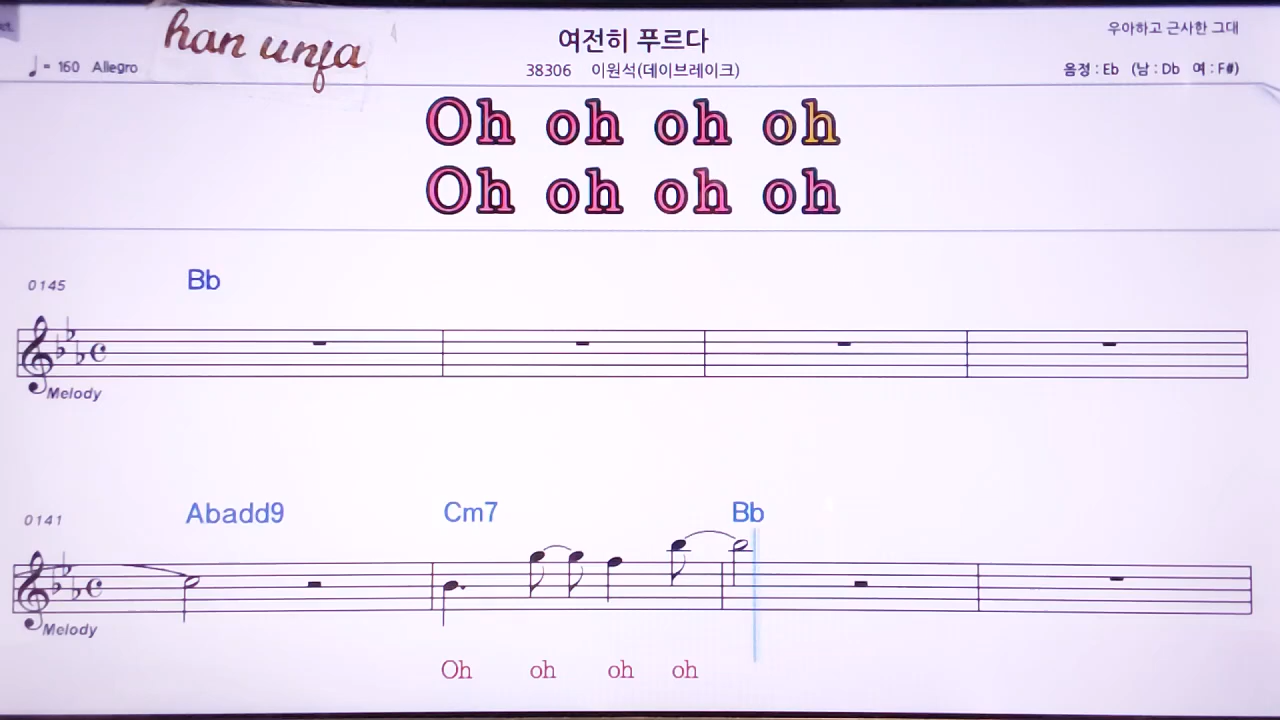 han unfa
여전히 푸르다
우아하고 근사한 그대
♩= 160 Allegro
38306 이원석(데이브레이크)
음정 : Eb (남 : Db 여 : F#)
Oh oh oh oh
Oh oh oh oh
0145 Bb
Melody
0141 Abadd9 Cm7 Bb
Melody
Oh oh oh oh